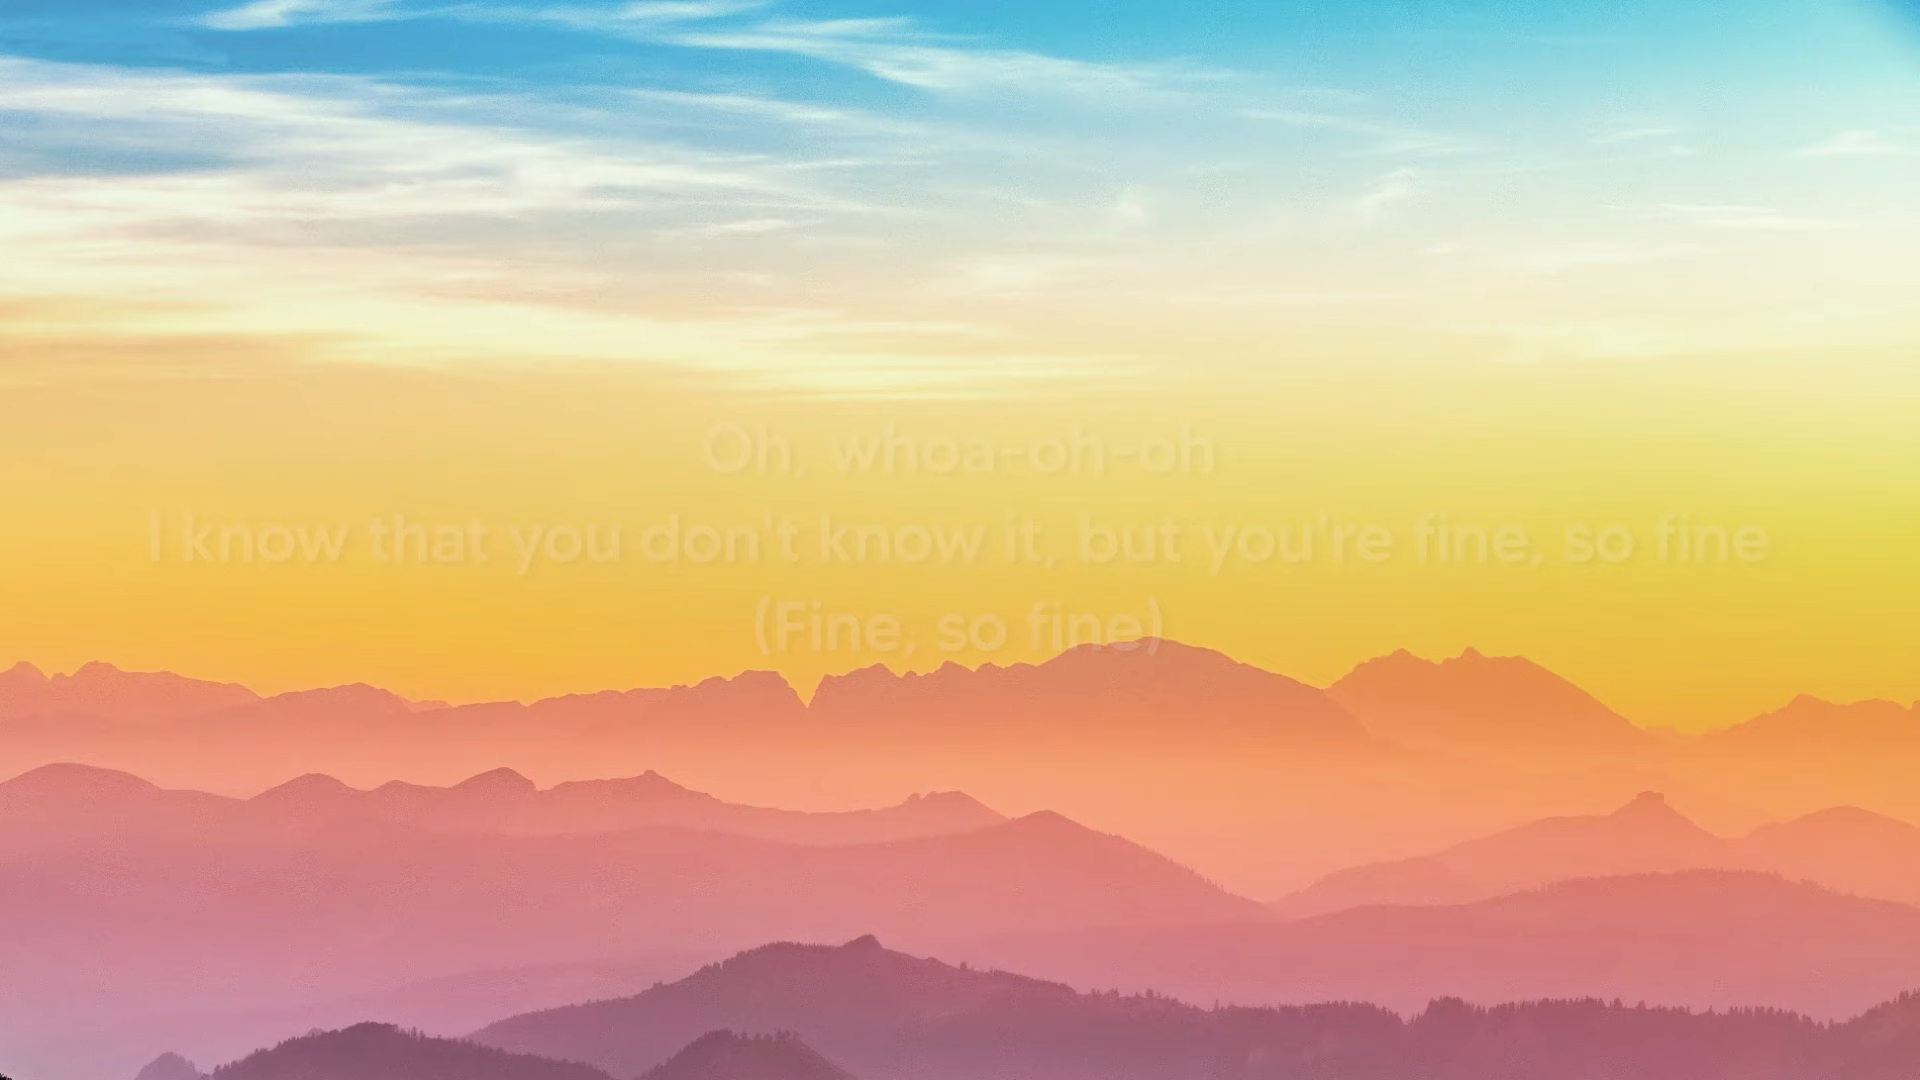 Oh, whoa-oh-oh
I know that you don't know it, but you're fine, so fine
(Fine, so fine)